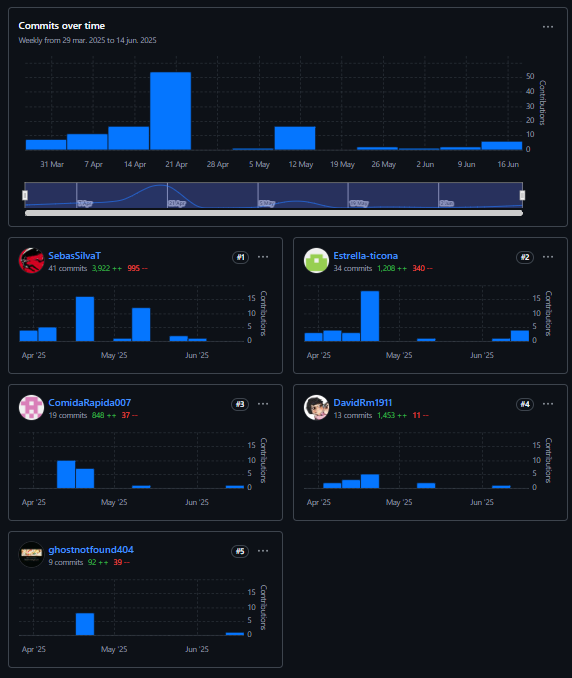 Commits over time
Weekly from 29 mar. 2025 to 14 jun. 2025
50
40
30
20
10
0
Contributions
31 Mar 7 Apr 14 Apr 21 Apr 28 Apr 5 May 12 May 19 May 26 May 2 Jun 9 Jun 16 Jun
SebasSilvaT #1
41 commits 3,922 ++ 995 --
15
10
5
0
Contributions
Apr '25 May '25 Jun '25
Estrella-ticona #2
34 commits 1,208 ++ 340 --
15
10
5
0
Contributions
Apr '25 May '25 Jun '25
ComidaRapida007 #3
19 commits 848 ++ 37 --
15
10
5
0
Contributions
Apr '25 May '25 Jun '25
DavidRm1911 #4
13 commits 1,453 ++ 11 --
15
10
5
0
Contributions
Apr '25 May '25 Jun '25
ghostnotfound404 #5
9 commits 92 ++ 39 --
15
10
5
0
Contributions
Apr '25 May '25 Jun '25